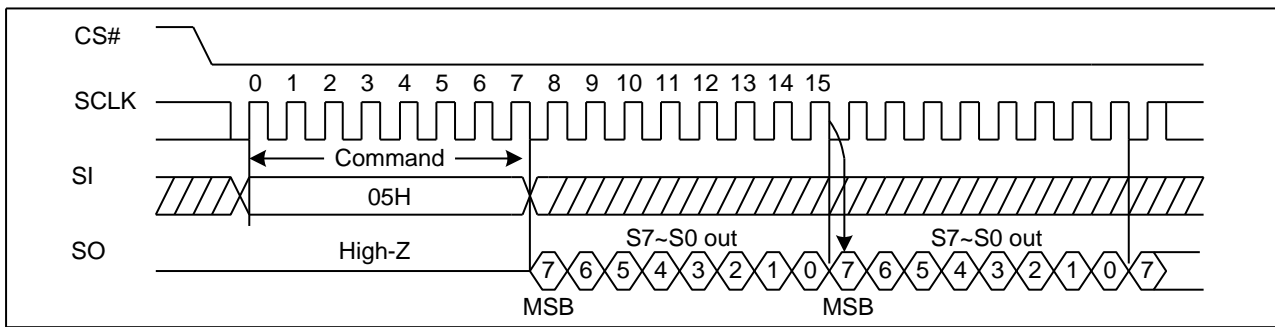 CS#
0 1 2 3 4 5 6 7 8 9 10 11 12 13 14 15
SCLK
Command
SI
05H
S7~S0 out S7~S0 out
SO High-Z
7 6 5 4 3 2 1 0 7 6 5 4 3 2 1 0 7
MSB MSB